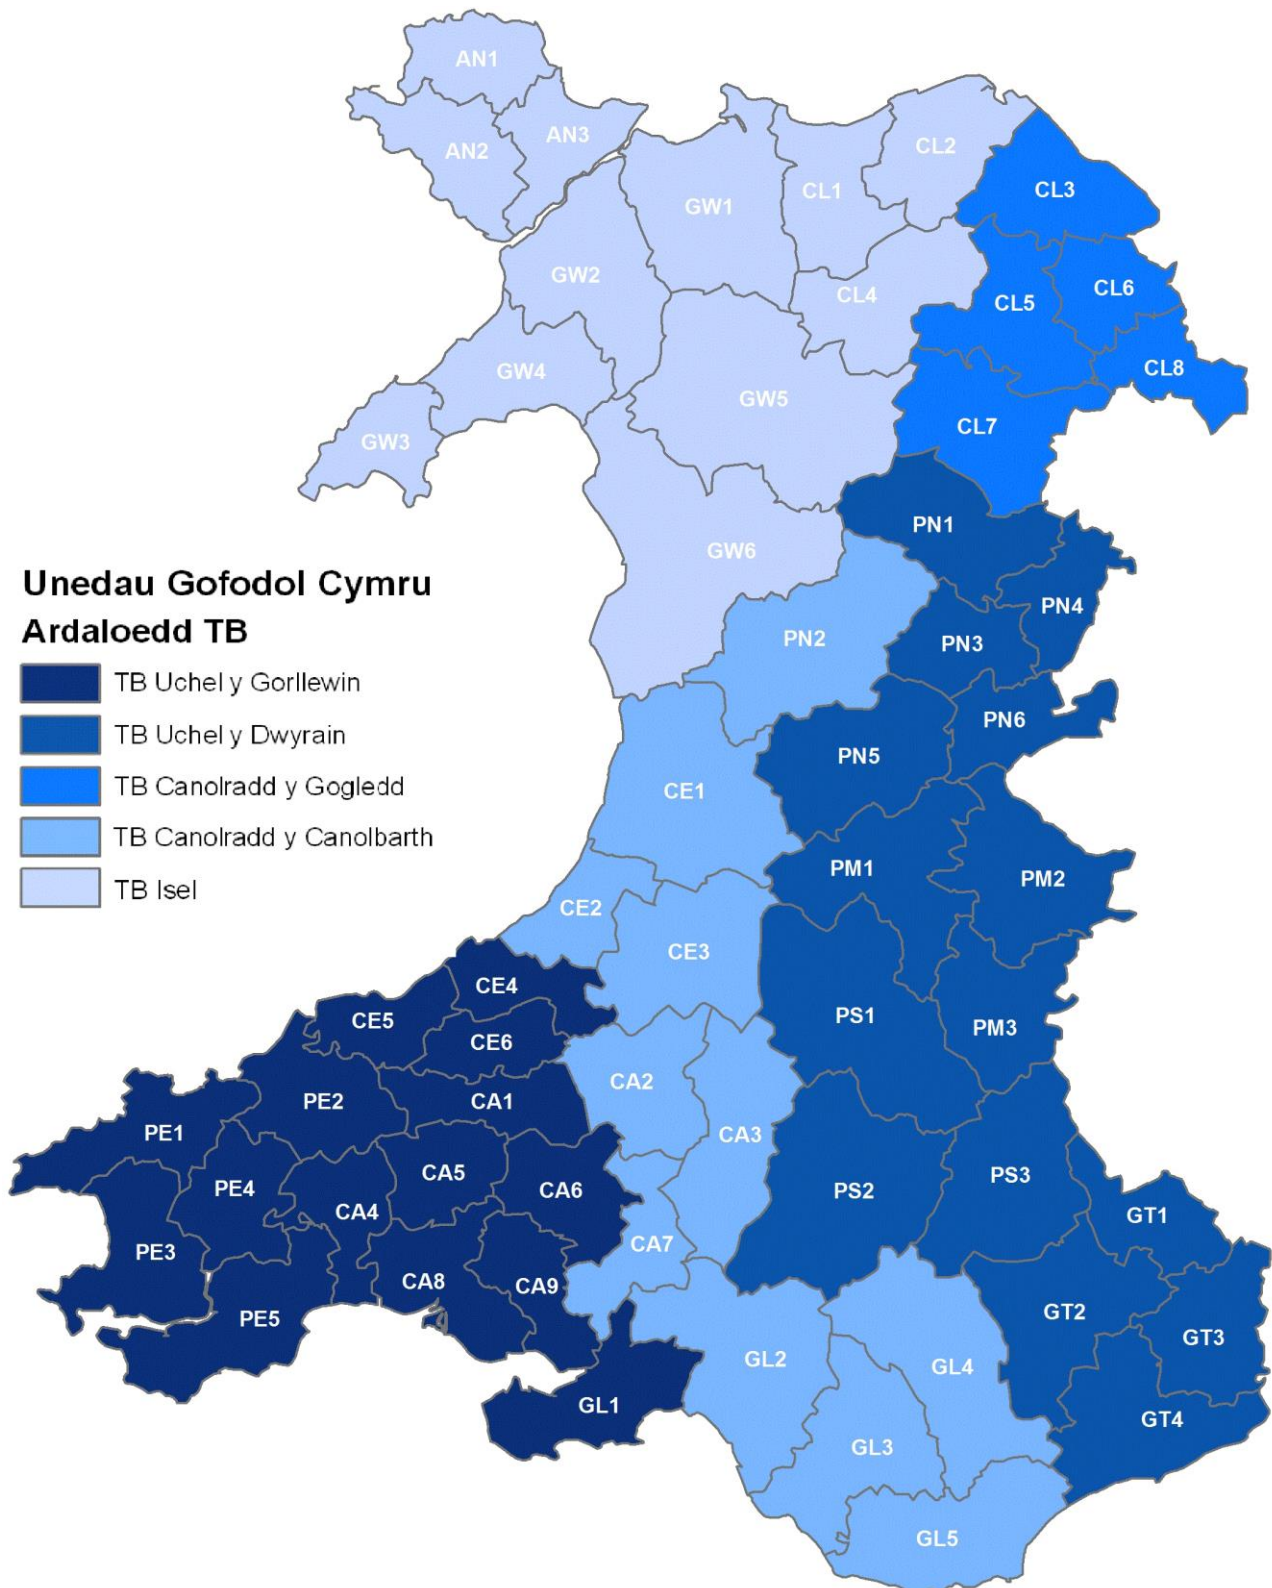 AN1
AN3
AN2
CL2
CL1
CL3
GW1
GW2
CL4
CL5
CL6
GW4
GW5
CL8
GW3
CL7
PN1
GW6
PN4
PN2
PN3
Unedau Gofodol Cymru
Ardaloedd TB
TB Uchel y Gorllewin
TB Uchel y Dwyrain
TB Canolradd y Gogledd
TB Canolradd y Canolbarth
TB Isel
PN6
PN5
CE1
PM1
PM2
CE2
CE3
CE4
CE5
PS1
PM3
CE6
CA2
PE2
CA1
PE1
CA3
CA5
PE4
CA6
PS2
PS3
CA4
GT1
PE3
CA7
CA8
CA9
PE5
GT2
GT3
GL2
GL4
GL1
GT4
GL3
GL5